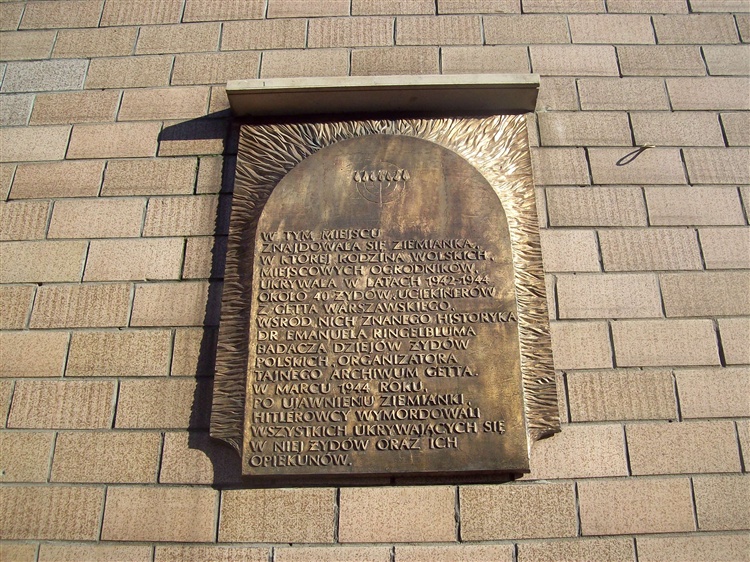 W TYM MIEJSCU
ZNAJDOWAŁA SIĘ ZIEMIANKA,
W KTÓREJ RODZINA WOLSKICH,
MIEJSCOWYCH OGRODNIKÓW,
UKRYWAŁA W LATACH 1942-1944
OKOŁO 40 ŻYDÓW, UCIEKINERÓW
Z GETTA WARSZAWSKIEGO,
WŚRÓD NICH ZNANEGO HISTORYKA
DR EMANUELA RINGELBLUMA
BADACZA DZIEJÓW ŻYDÓW
POLSKICH, ORGANIZATORA
TAJNEGO ARCHIWUM GETTA.
W MARCU 1944 ROKU,
PO UJAWNIENIU ZIEMIANKI,
HITLEROWCY WYMORDOWALI
WSZYSTKICH UKRYWAJĄCYCH SIĘ
W NIEJ ŻYDÓW ORAZ ICH
OPIEKUNÓW.